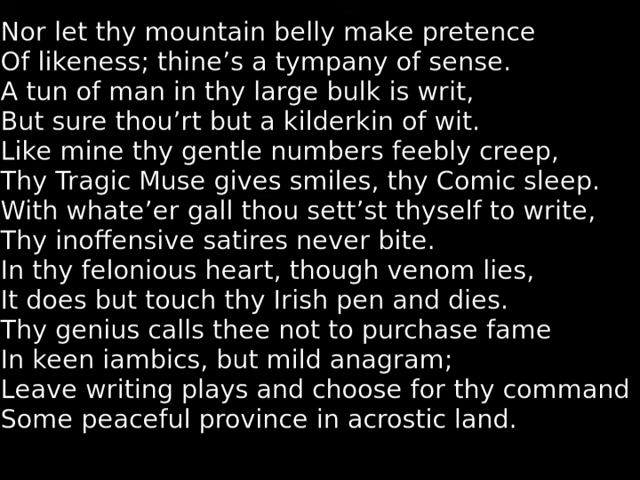 Nor let thy mountain belly make pretence
Of likeness; thine’s a tympany of sense.
A tun of man in thy large bulk is writ,
But sure thou’rt but a kilderkin of wit.
Like mine thy gentle numbers feebly creep,
Thy Tragic Muse gives smiles, thy Comic sleep.
With whate’er gall thou sett’st thyself to write,
Thy inoffensive satires never bite.
In thy felonious heart, though venom lies,
It does but touch thy Irish pen and dies.
Thy genius calls thee not to purchase fame
In keen iambics, but mild anagram;
Leave writing plays and choose for thy command
Some peaceful province in acrostic land.